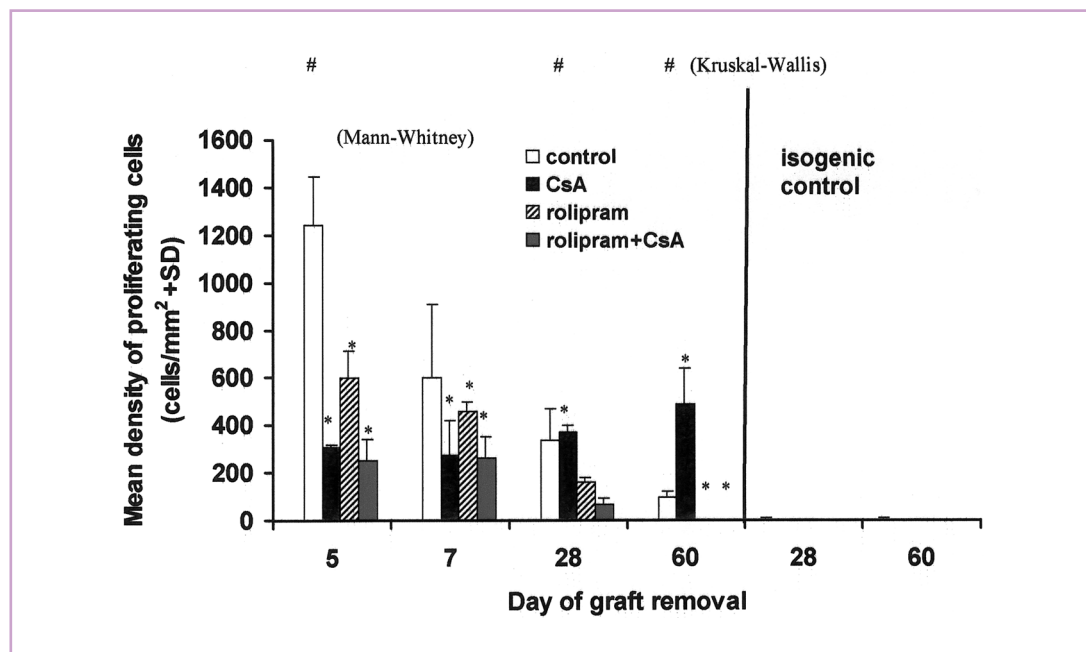 # # # (Kruskal-Wallis)
(Mann-Whitney)
Mean density of proliferating cells
(cells/mm² +SD)
1600
1400
1200
1000
800
600
400
200
0
control
CsA
rolipram
rolipram+CsA
isogenic
control
* * *
* * *
*
* * *
5 7 28 60 28 60
Day of graft removal